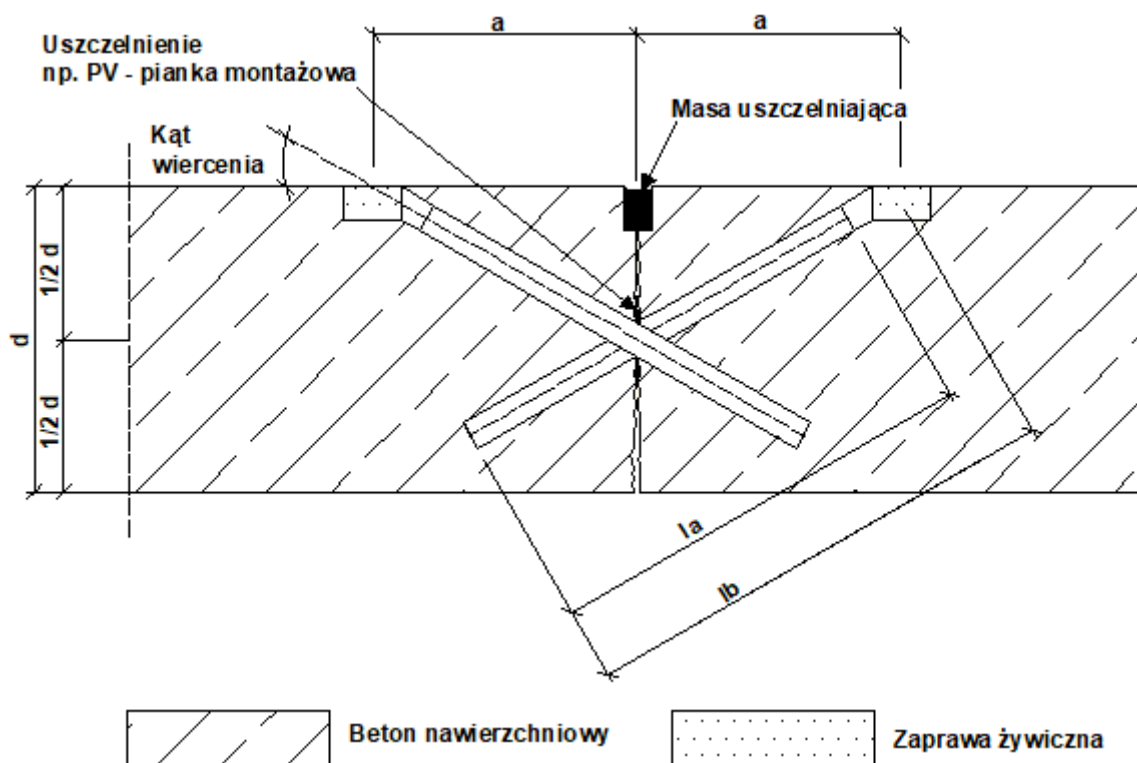 a
a
Uszczelnienie
np. PV - pianka montażowa
Masa uszczelniająca
Kąt
wiercenia
1/2 d
d
1/2 d
la
lb
Beton nawierzchniowy
Zaprawa żywiczna